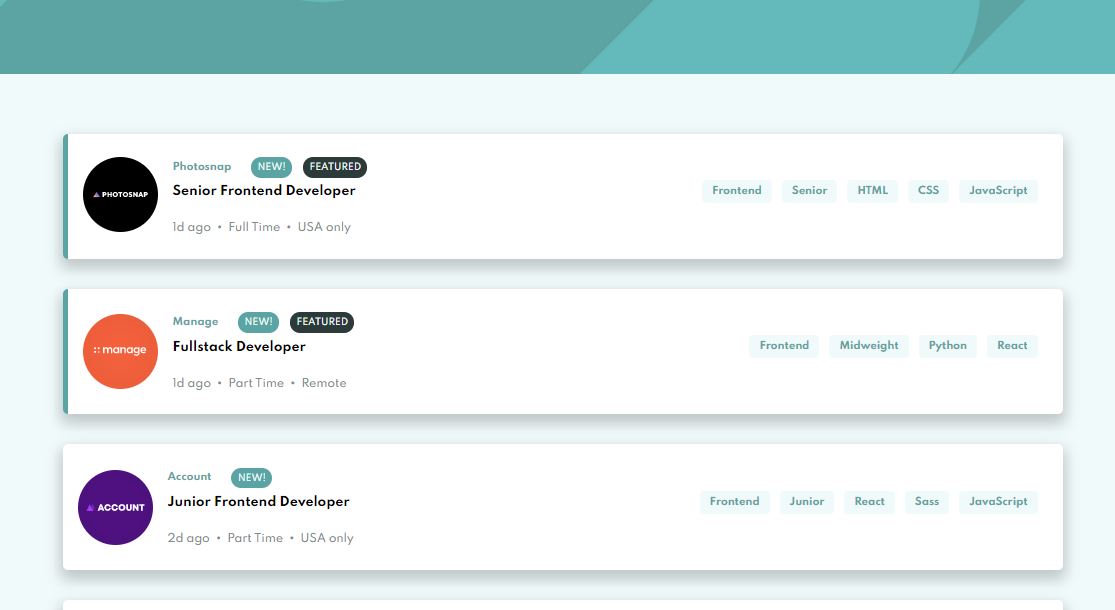 PHOTOSNAP
Photosnap NEW! FEATURED
Senior Frontend Developer
1d ago • Full Time • USA only
Frontend Senior HTML CSS JavaScript
manage
Manage NEW! FEATURED
Fullstack Developer
1d ago • Part Time • Remote
Frontend Midweight Python React
ACCOUNT
Account NEW!
Junior Frontend Developer
2d ago • Part Time • USA only
Frontend Junior React Sass JavaScript